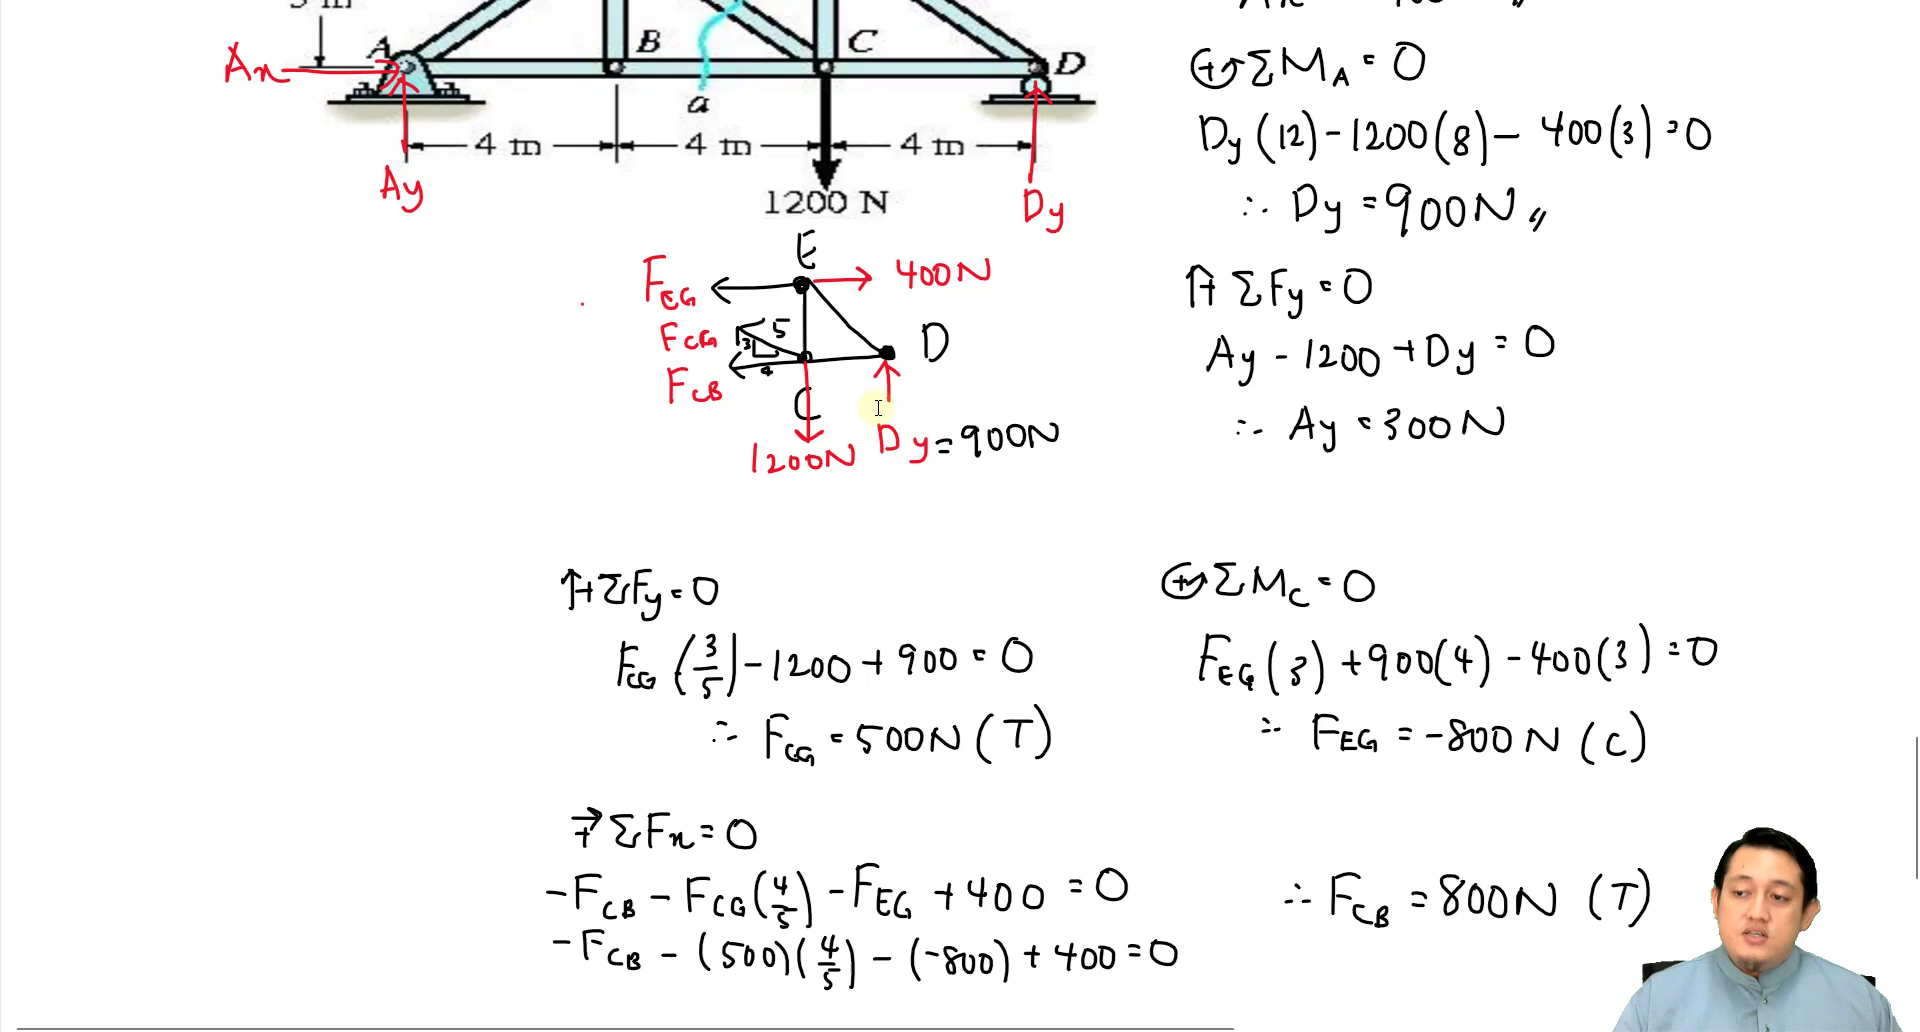 3 m
A
B
C
D
Ax
a
4 m
4 m
4 m
Ay
1200 N
Dy
E
FEG
400N
FCG
5
3
D
FCB
4
C
1200N
Dy = 900N
+ ΣMA = 0
Dy (12) - 1200(8) - 400(3) = 0
∴ Dy = 900N //
↑+ ΣFy = 0
Ay - 1200 + Dy = 0
∴ Ay = 300N
↑+ ΣFy = 0
FCG (3/5) - 1200 + 900 = 0
∴ FCG = 500N (T)
→+ ΣFx = 0
-FCB - FCG(4/5) - FEG + 400 = 0
-FCB - (500)(4/5) - (-800) + 400 = 0
+ ΣMC = 0
FEG (3) + 900(4) - 400(3) = 0
∴ FEG = -800N (C)
∴ FCB = 800N (T)